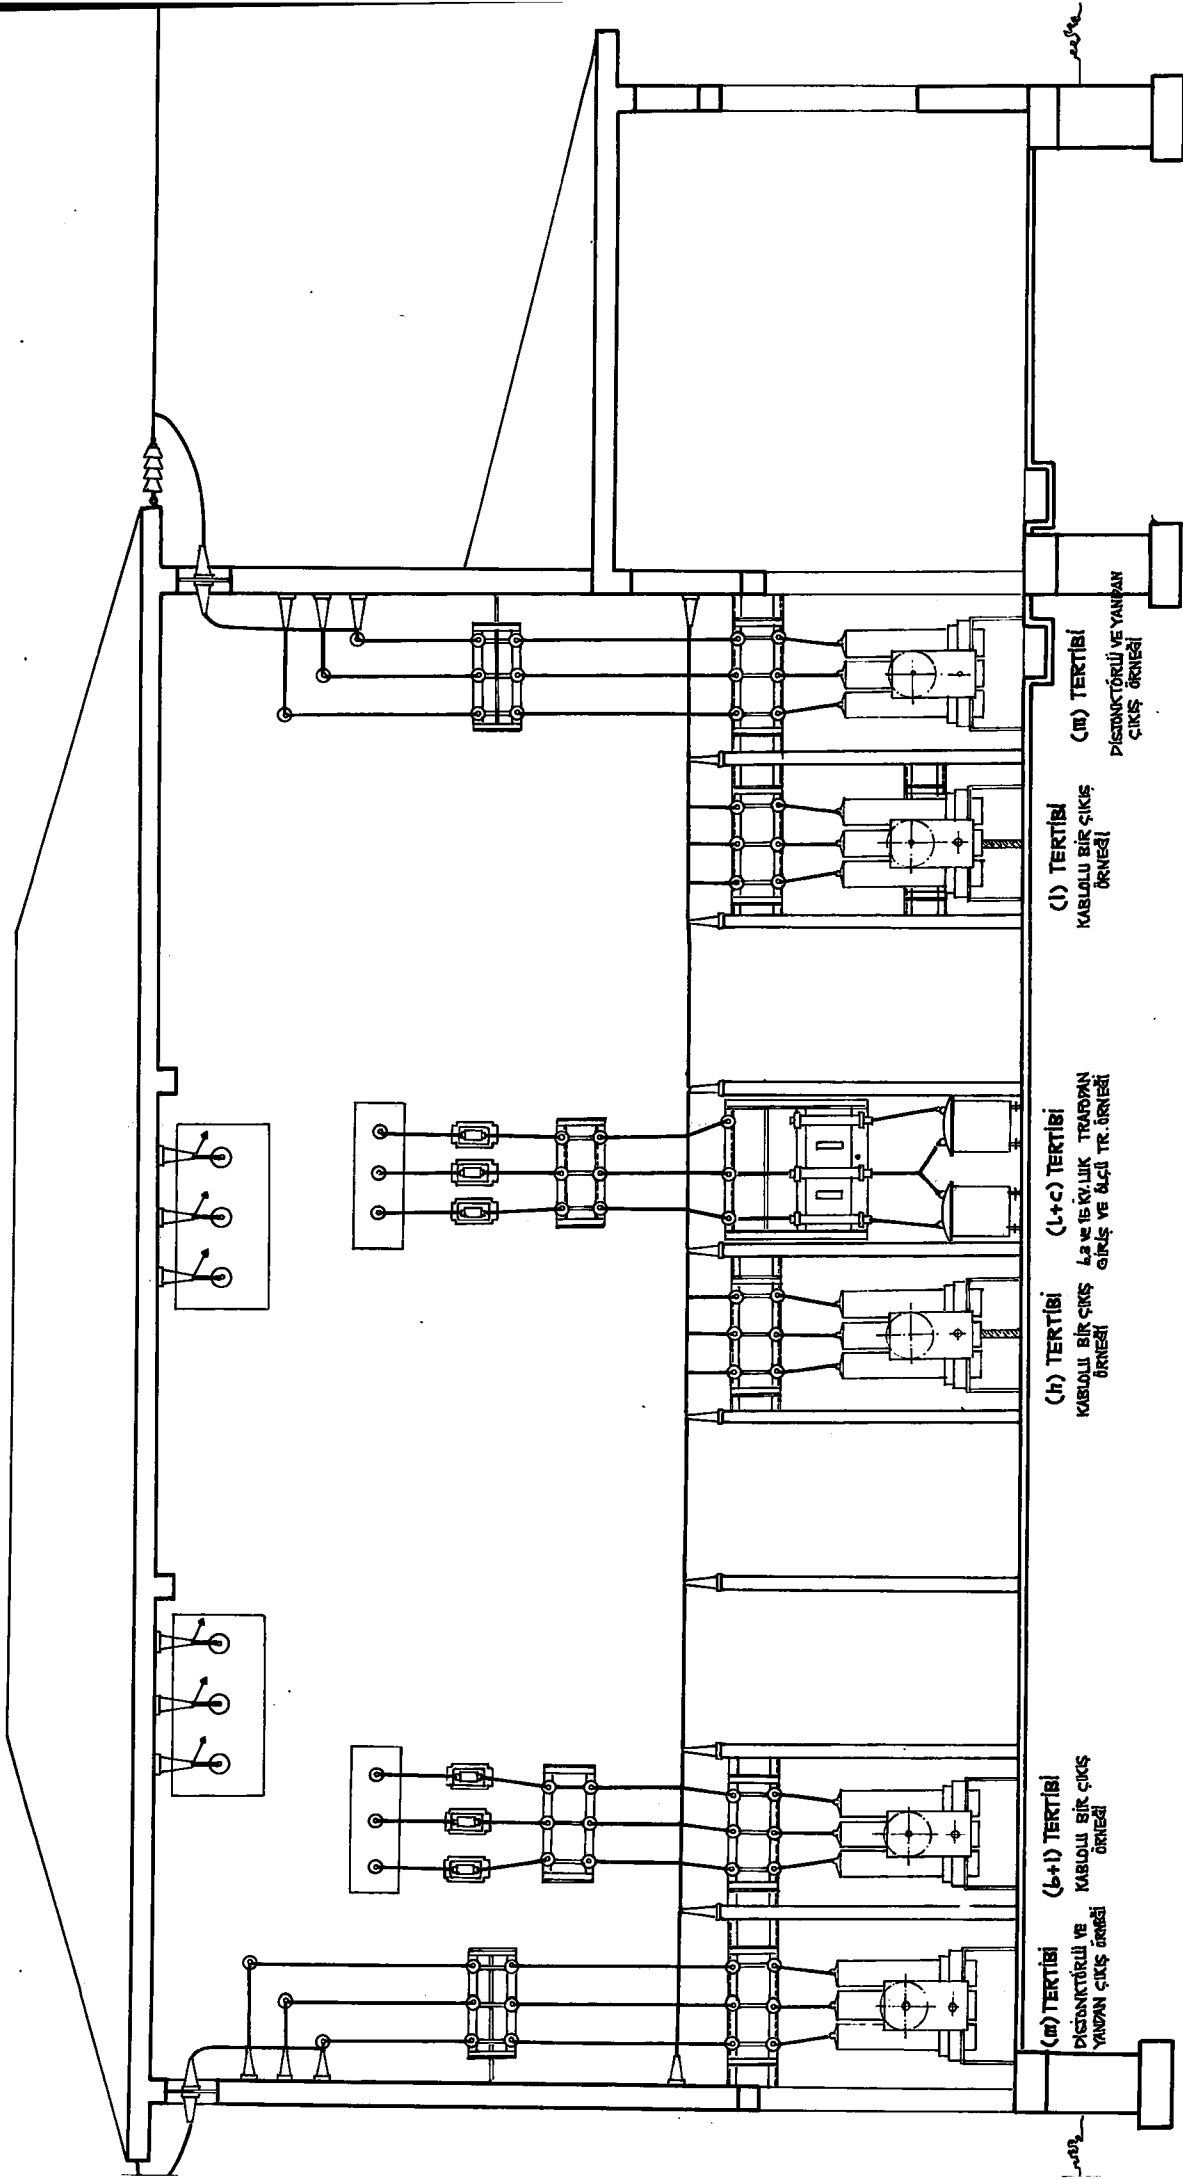 (m) TERTİBİ
DİSJONKTÖRLÜ VE
YANDAN ÇIKIŞ ÖRNEĞİ
(b+l) TERTİBİ
KABLOLU BİR ÇIKIŞ
ÖRNEĞİ
(h) TERTİBİ
KABLOLU BİR ÇIKIŞ
ÖRNEĞİ
(L+c) TERTİBİ
6,3 ve 15 KV.LUK TRAFODAN
GİRİŞ VE ÖLÇÜ TR. ÖRNEĞİ
(l) TERTİBİ
KABLOLU BİR ÇIKIŞ
ÖRNEĞİ
(m) TERTİBİ
DİSJONKTÖRLÜ VE YANDAN
ÇIKIŞ ÖRNEĞİ